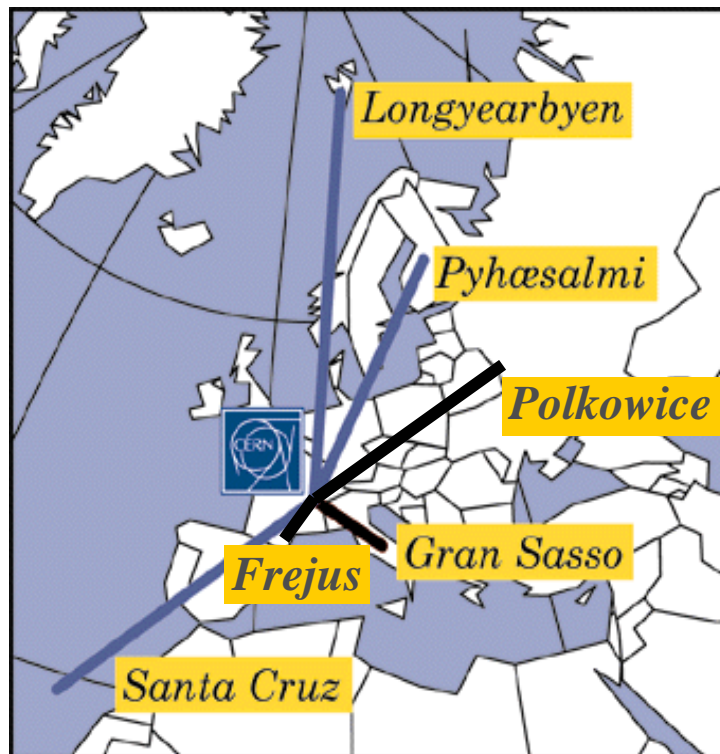 Longyearbyen
Pyhæsalmi
Polkowice
CERN
Gran Sasso
Frejus
Santa Cruz